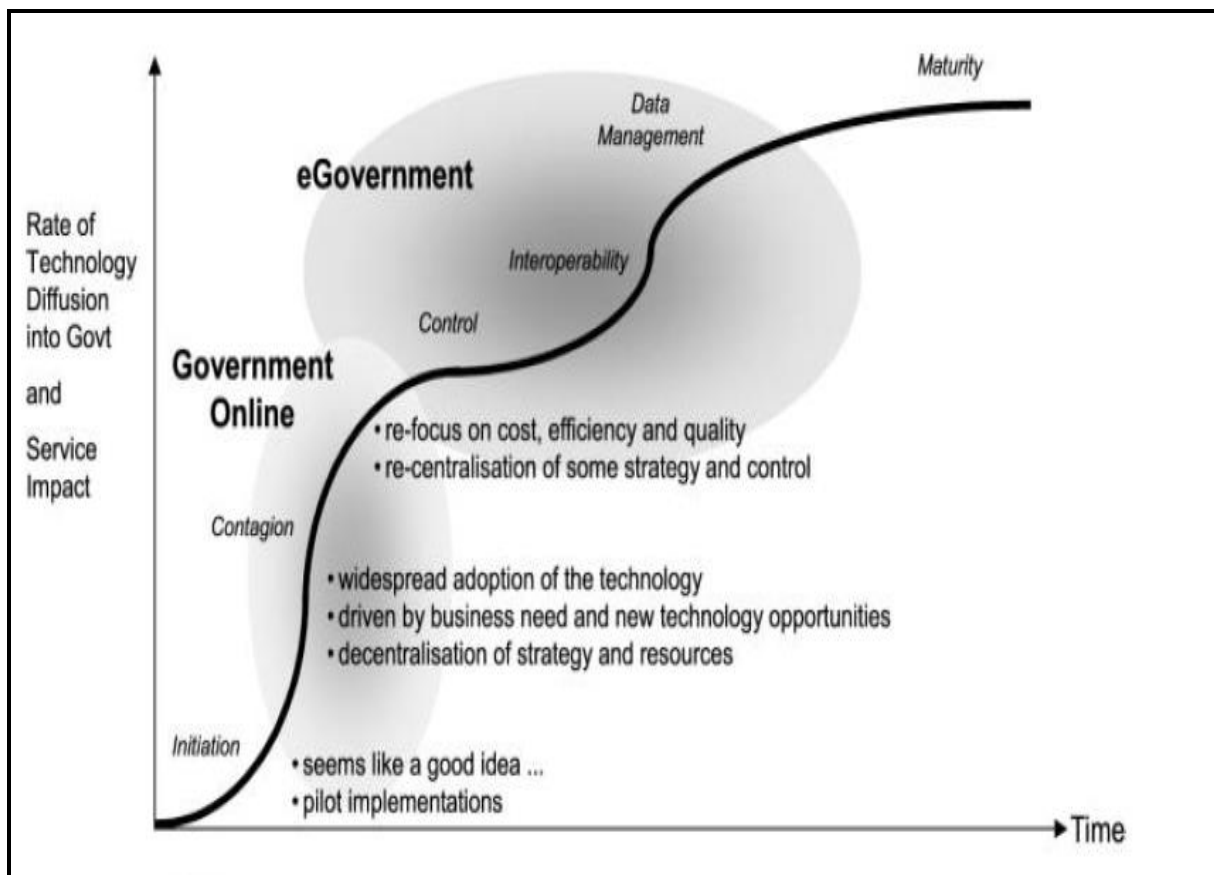 Maturity
Data
Management
eGovernment
Rate of
Technology
Diffusion
into Govt
and
Service
Impact
Interoperability
Control
Government
Online
• re-focus on cost, efficiency and quality
• re-centralisation of some strategy and control
Contagion
• widespread adoption of the technology
• driven by business need and new technology opportunities
• decentralisation of strategy and resources
Initiation
• seems like a good idea ...
• pilot implementations
Time